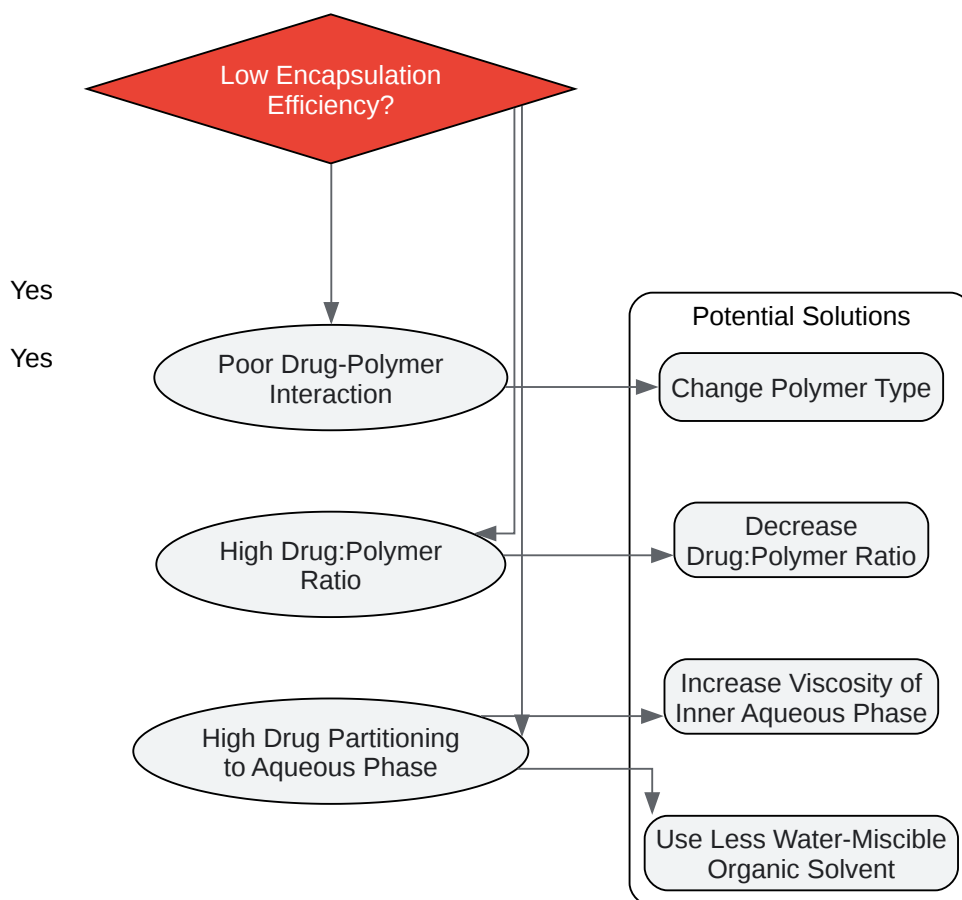 Low Encapsulation
Efficiency?
Yes
Yes
Potential Solutions
Poor Drug-Polymer
Interaction
Change Polymer Type
High Drug:Polymer
Ratio
Decrease
Drug:Polymer Ratio
High Drug Partitioning
to Aqueous Phase
Increase Viscosity of
Inner Aqueous Phase
Use Less Water-Miscible
Organic Solvent